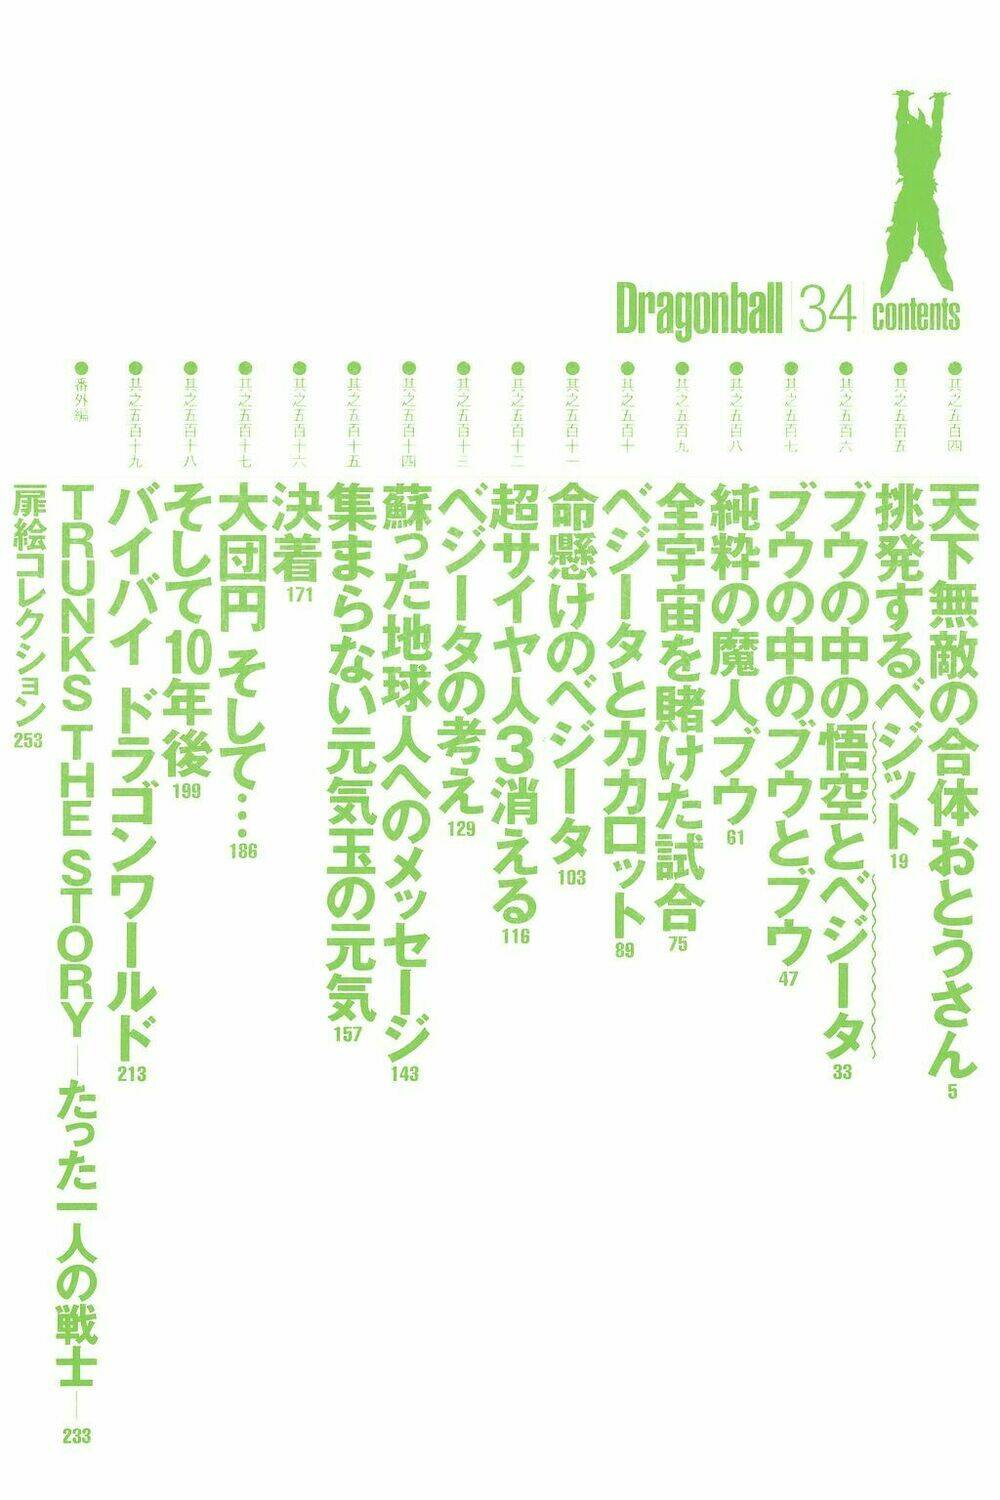 Dragonball 34 contents
其之五百四 天下無敵の合体おとうさん 5
其之五百五 挑発するベジット 19
其之五百六 ブウの中の悟空とベジータ 33
其之五百七 ブウの中のブウとブウ 47
其之五百八 純粋の魔人ブウ 61
其之五百九 全宇宙を賭けた試合 75
其之五百十 ベジータとカカロット 89
其之五百十一 命懸けのベジータ 103
其之五百十二 超サイヤ人3消える 116
其之五百十三 ベジータの考え 129
其之五百十四 蘇った地球人へのメッセージ 143
其之五百十五 集まらない元気玉の元気 157
其之五百十六 決着 171
其之五百十七 大団円 そして… 186
其之五百十八 そして10年後 199
其之五百十九 バイバイ ドラゴンワールド 213
番外編 TRUNKS THE STORY ―たった一人の戦士― 233
扉絵コレクション 253